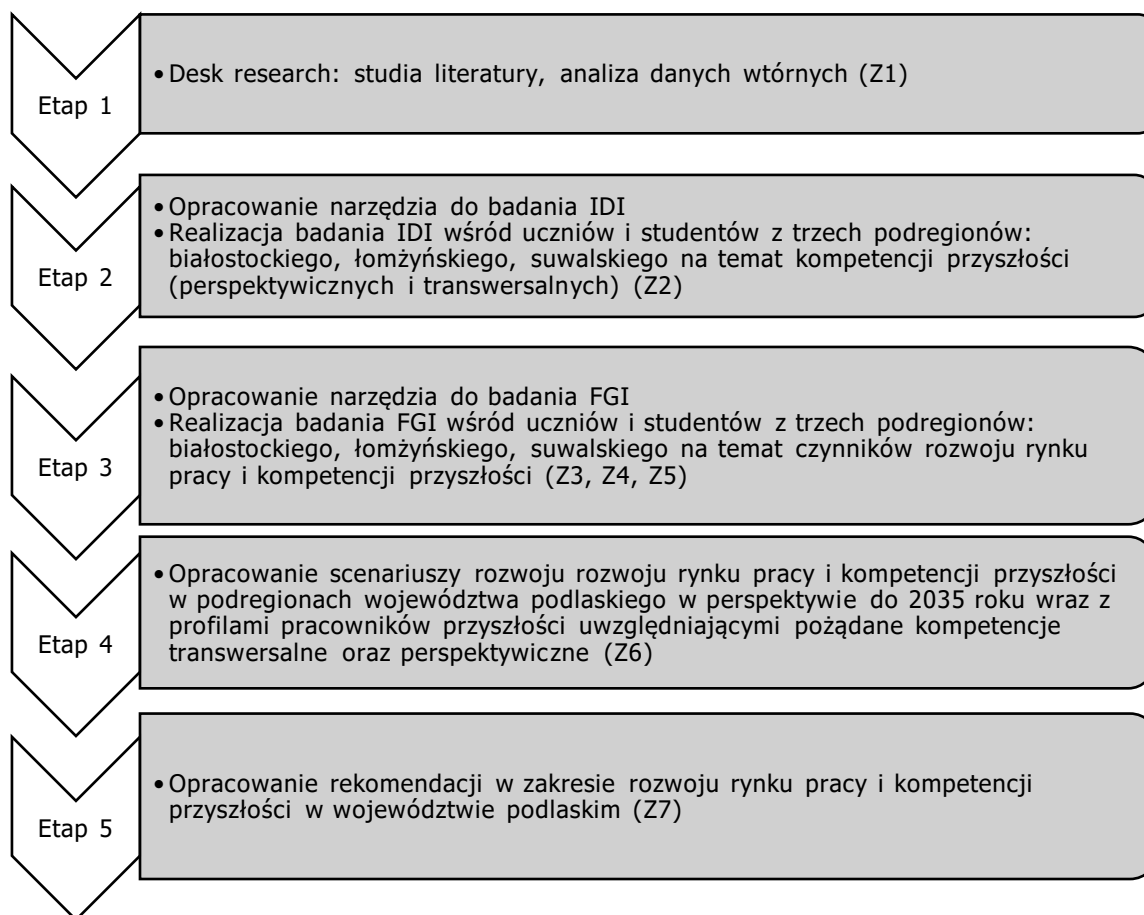 Etap 1
• Desk research: studia literatury, analiza danych wtórnych (Z1)
Etap 2
• Opracowanie narzędzia do badania IDI
• Realizacja badania IDI wśród uczniów i studentów z trzech podregionów:
białostockiego, łomżyńskiego, suwalskiego na temat kompetencji przyszłości
(perspektywicznych i transwersalnych) (Z2)
Etap 3
• Opracowanie narzędzia do badania FGI
• Realizacja badania FGI wśród uczniów i studentów z trzech podregionów:
białostockiego, łomżyńskiego, suwalskiego na temat czynników rozwoju rynku
pracy i kompetencji przyszłości (Z3, Z4, Z5)
Etap 4
• Opracowanie scenariuszy rozwoju rozwoju rynku pracy i kompetencji przyszłości
w podregionach województwa podlaskiego w perspektywie do 2035 roku wraz z
profilami pracowników przyszłości uwzględniającymi pożądane kompetencje
transwersalne oraz perspektywiczne (Z6)
Etap 5
• Opracowanie rekomendacji w zakresie rozwoju rynku pracy i kompetencji
przyszłości w województwie podlaskim (Z7)